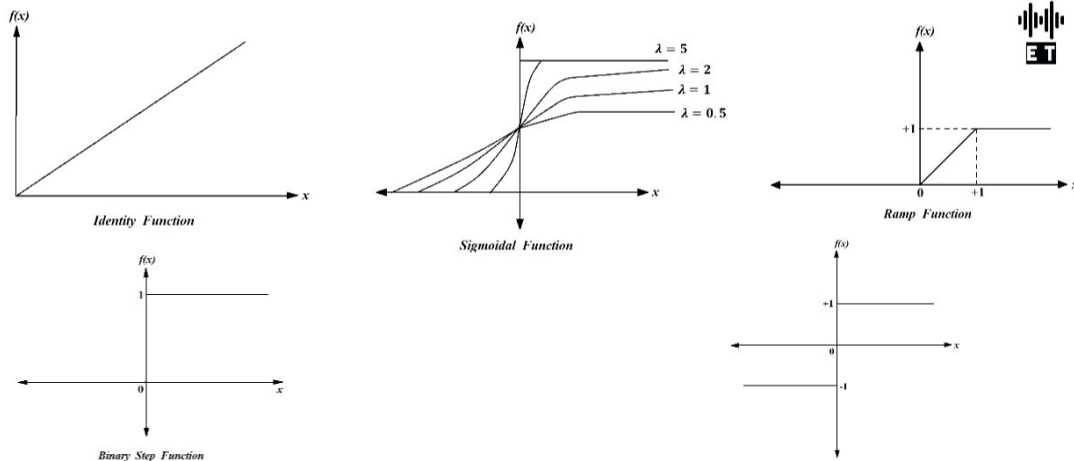 f(x)
x
Identity Function
f(x)
λ = 5
λ = 2
λ = 1
λ = 0.5
x
Sigmoidal Function
ET
f(x)
+1
0
+1
Ramp Function
f(x)
1
0
x
Binary Step Function
f(x)
+1
0
x
-1